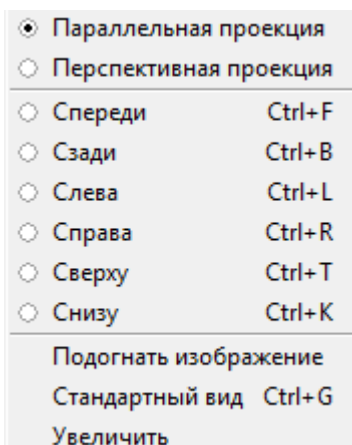 Параллельная проекция
Перспективная проекция
Спереди Ctrl+F
Сзади Ctrl+B
Слева Ctrl+L
Справа Ctrl+R
Сверху Ctrl+T
Снизу Ctrl+K
Подогнать изображение
Стандартный вид Ctrl+G
Увеличить